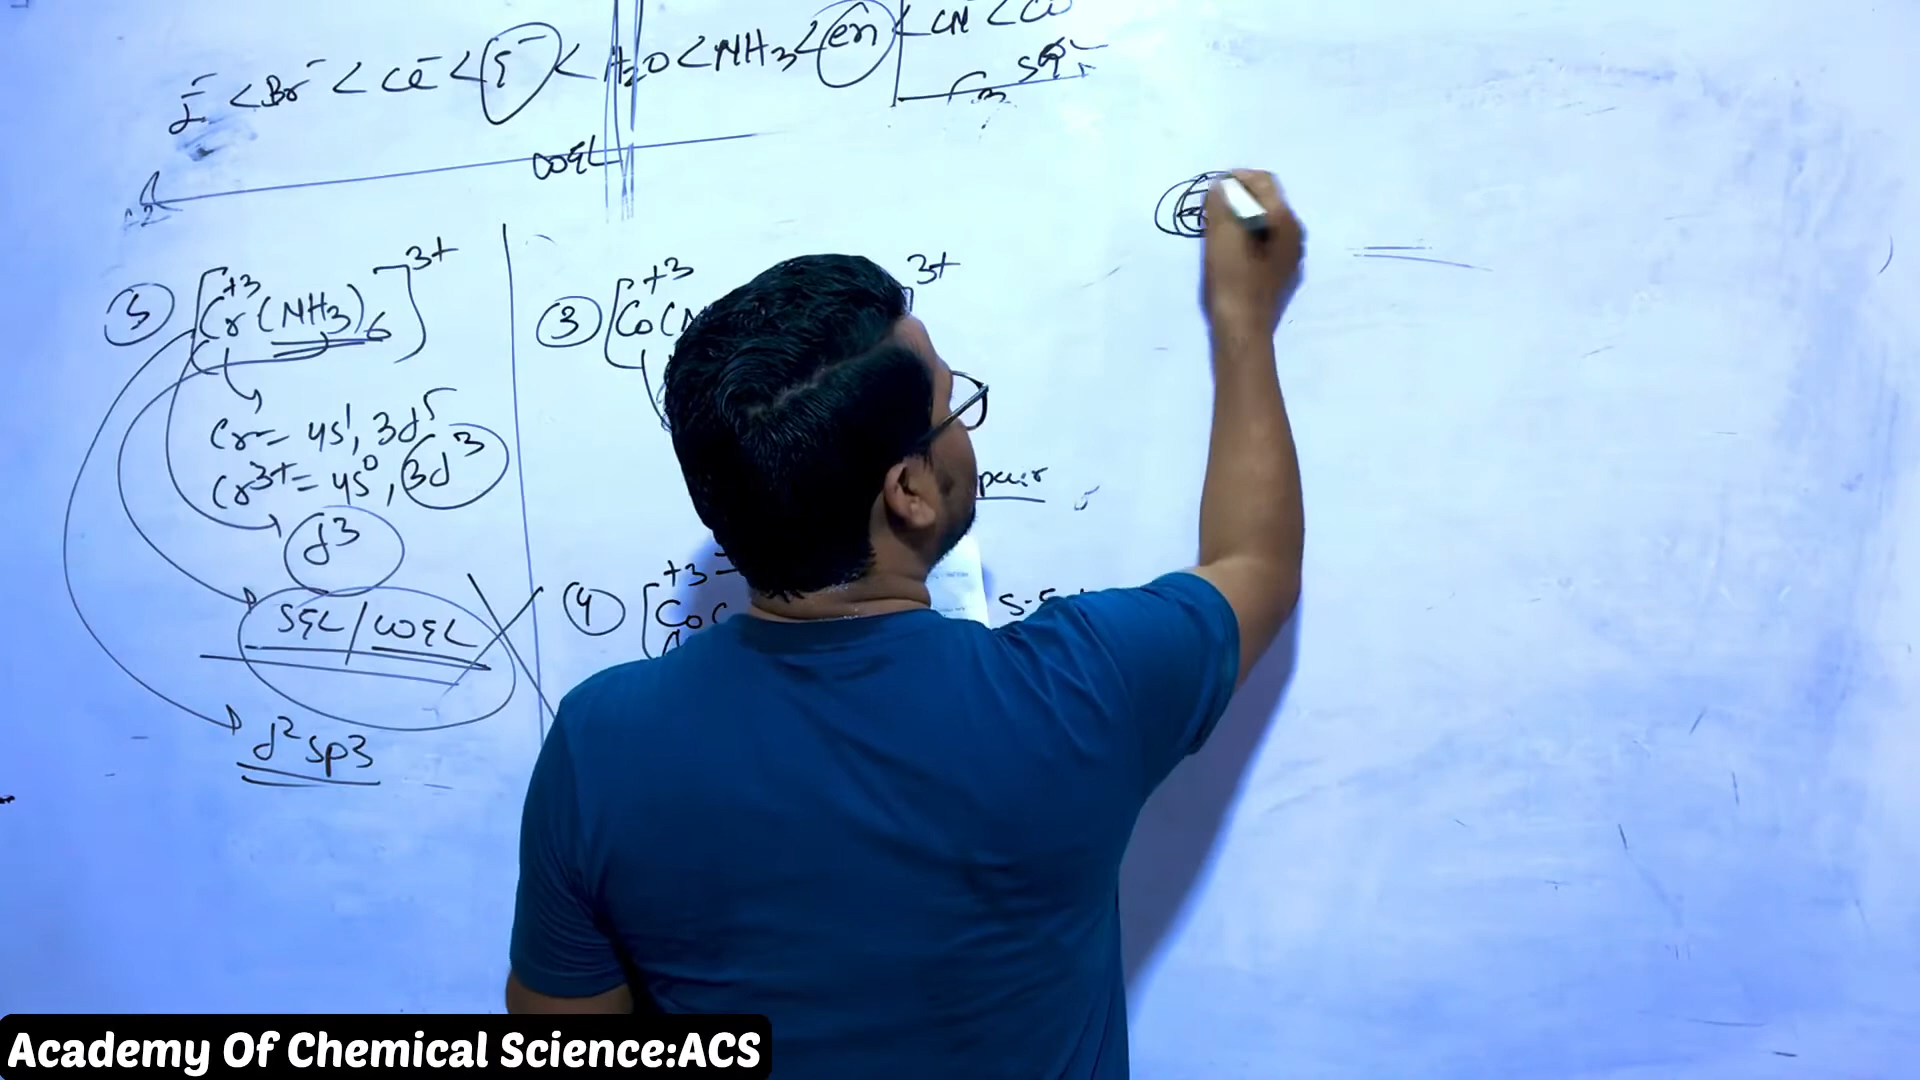 I⁻ < Br⁻ < Cl⁻ < F⁻ < H₂O < NH₃ < en < CN⁻ < CO
SFL
WFL
5 [Cr⁺³(NH₃)₆]³⁺
Cr = 4s¹, 3d⁵
Cr³⁺ = 4s⁰, 3d³
d³
SFL/WFL
d²sp³
3 [Co⁺³(N 3+
pair
4 [Co⁺³
Academy Of Chemical Science:ACS